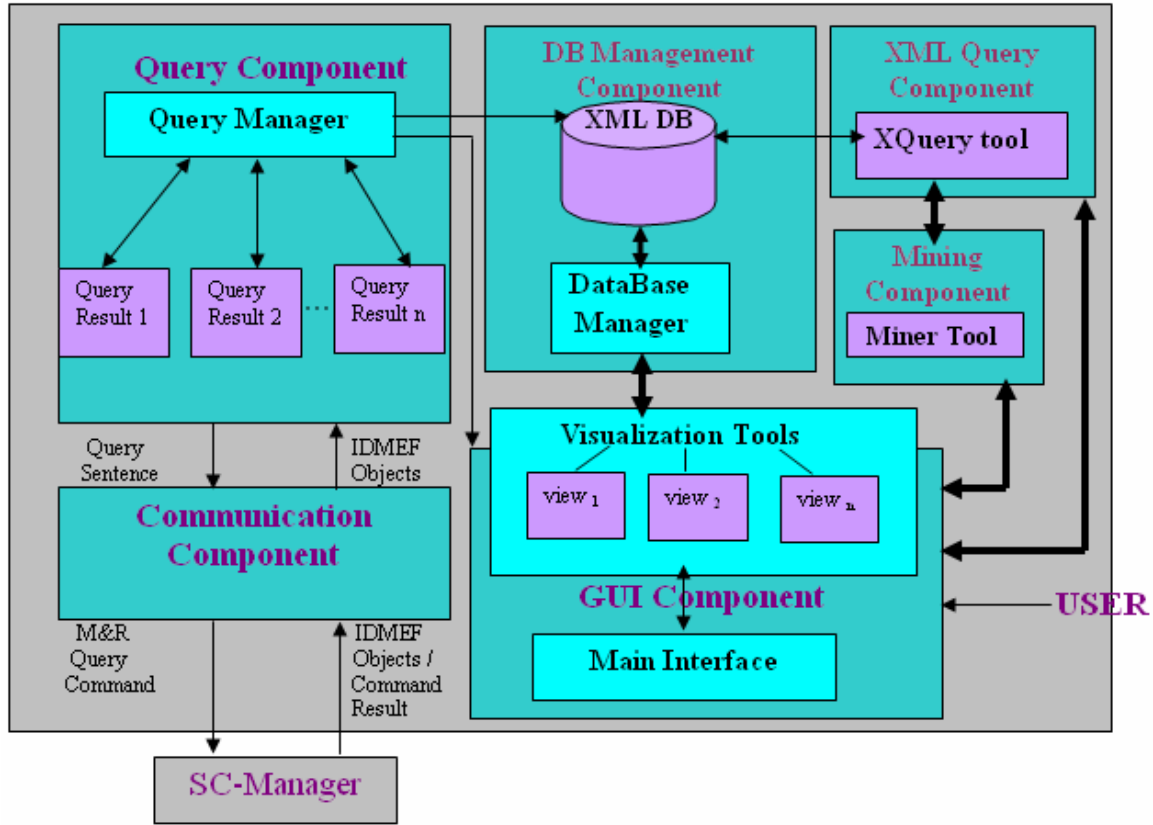 Query Component
Query Manager
Query
Result 1
Query
Result 2
...
Query
Result n
DB Management
Component
XML DB
DataBase
Manager
XML Query
Component
XQuery tool
Mining
Component
Miner Tool
Query
Sentence
IDMEF
Objects
Communication
Component
M&R
Query
Command
IDMEF
Objects /
Command
Result
SC-Manager
Visualization Tools
view 1
view 2
view n
GUI Component
Main Interface
USER